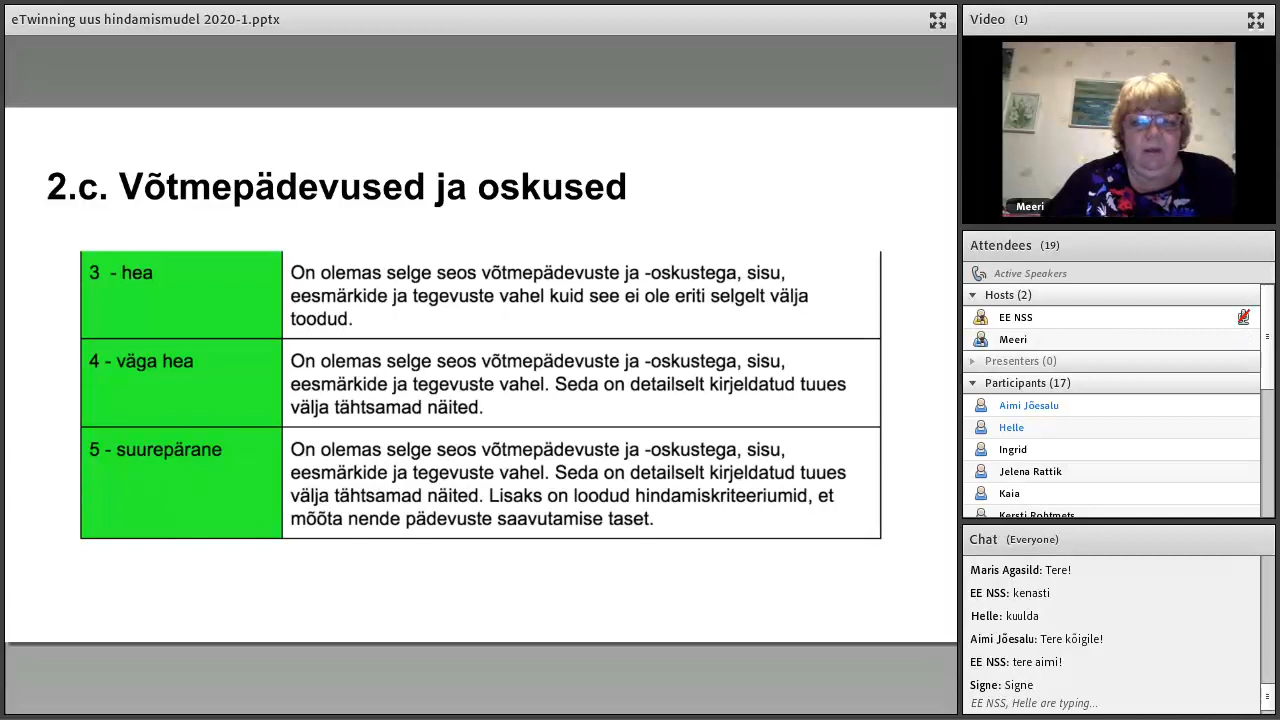 eTwinning uus hindamismudel 2020-1.pptx
2.c. Võtmepädevused ja oskused
3 - hea
On olemas selge seos võtmepädevuste ja -oskustega, sisu,
eesmärkide ja tegevuste vahel kuid see ei ole eriti selgelt välja
toodud.
4 - väga hea
On olemas selge seos võtmepädevuste ja -oskustega, sisu,
eesmärkide ja tegevuste vahel. Seda on detailselt kirjeldatud tuues
välja tähtsamad näited.
5 - suurepärane
On olemas selge seos võtmepädevuste ja -oskustega, sisu,
eesmärkide ja tegevuste vahel. Seda on detailselt kirjeldatud tuues
välja tähtsamad näited. Lisaks on loodud hindamiskriteeriumid, et
mõõta nende pädevuste saavutamise taset.
Video (1)
Meeri
Attendees (19)
Active Speakers
Hosts (2)
EE NSS
Meeri
Presenters (0)
Participants (17)
Aimi Jõesalu
Helle
Ingrid
Jelena Rattik
Kaia
Kersti Rohtmets
Chat (Everyone)
Maris Agasild: Tere!
EE NSS: kenasti
Helle: kuulda
Aimi Jõesalu: Tere kõigile!
EE NSS: tere aimi!
Signe: Signe
EE NSS, Helle are typing...